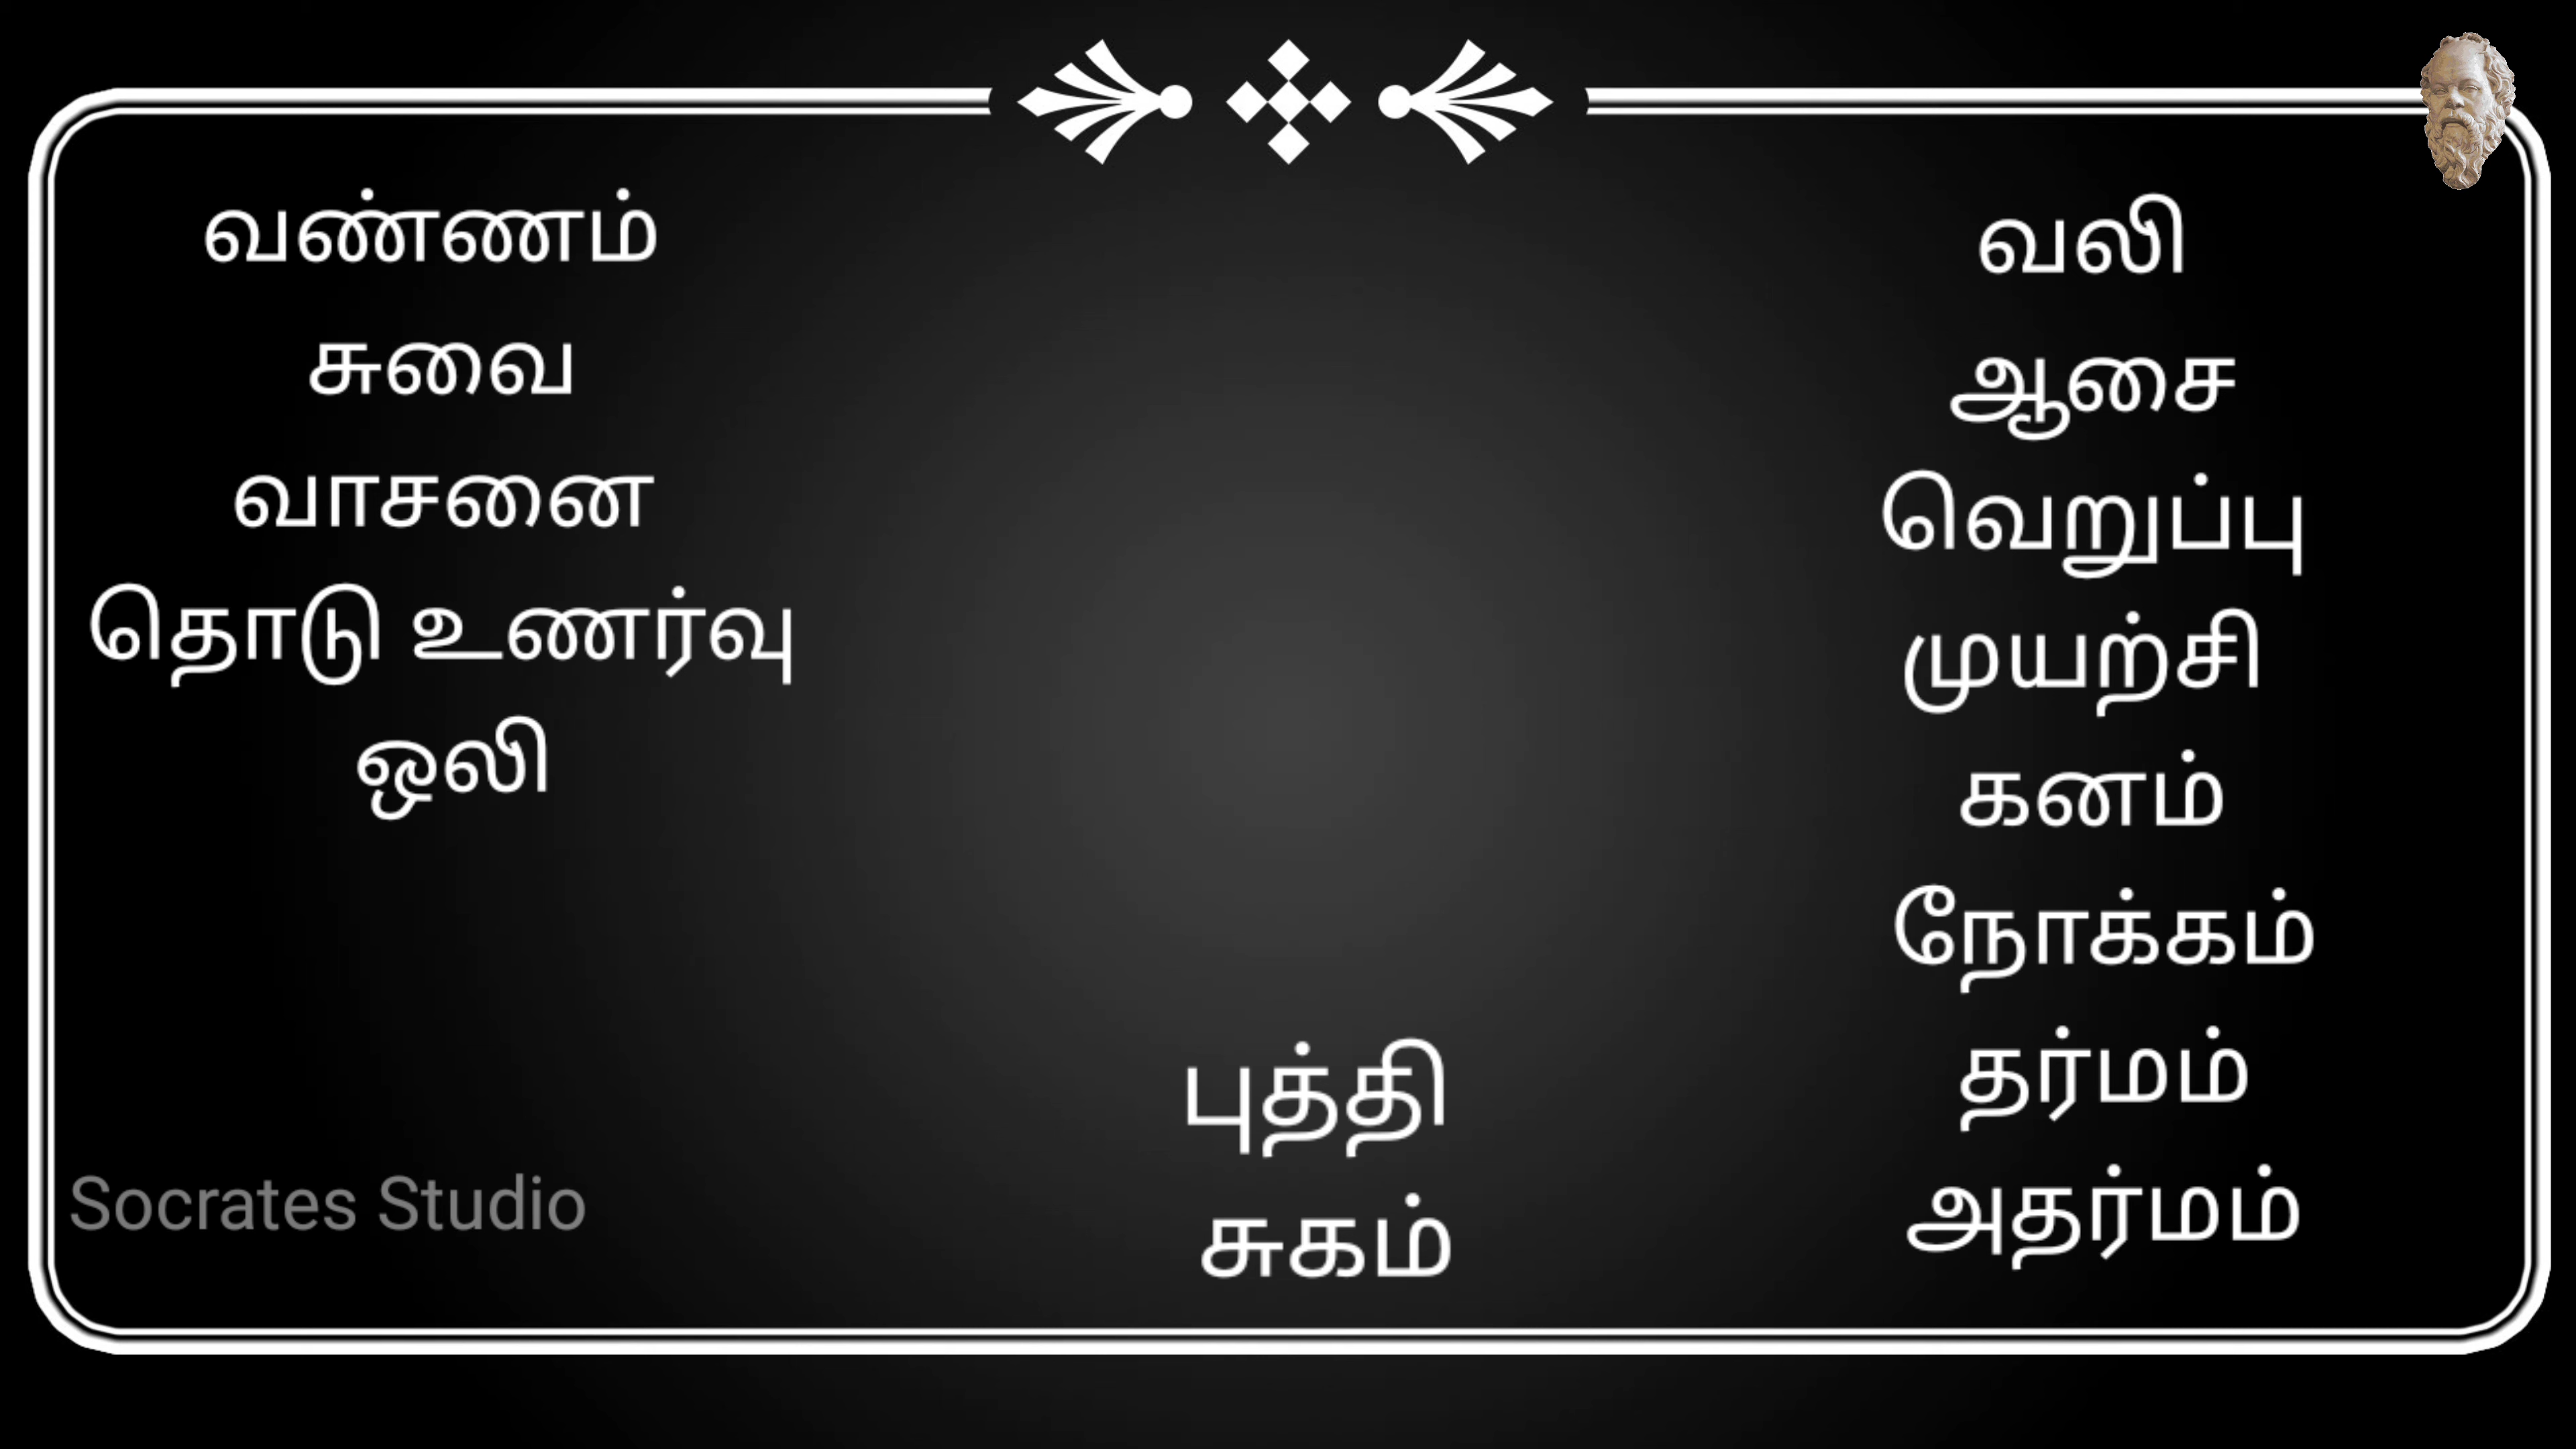 வண்ணம்
சுவை
வாசனை
தொடு உணர்வு
ஒலி
புத்தி
சுகம்
வலி
ஆசை
வெறுப்பு
முயற்சி
கனம்
நோக்கம்
தர்மம்
அதர்மம்
Socrates Studio